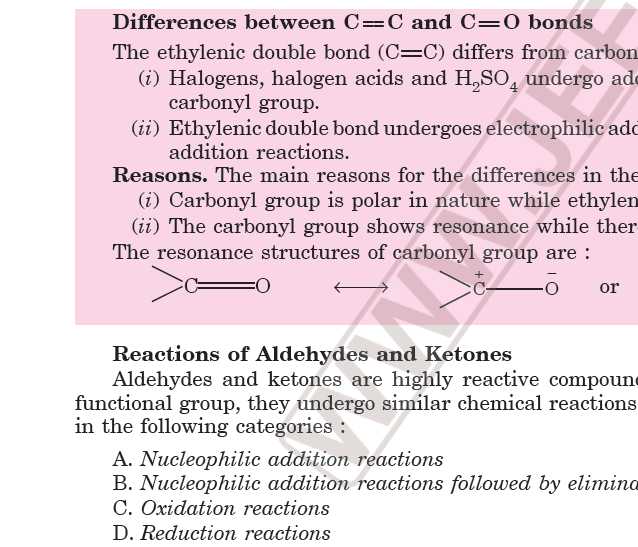 Differences between C=C and C=O bonds
The ethylenic double bond (C=C) differs from carbon
(i) Halogens, halogen acids and H₂SO₄ undergo add
carbonyl group.
(ii) Ethylenic double bond undergoes electrophilic add
addition reactions.
Reasons. The main reasons for the differences in the
(i) Carbonyl group is polar in nature while ethylen
(ii) The carbonyl group shows resonance while ther
The resonance structures of carbonyl group are :
C=O ⟷ C⁺—O⁻ or
Reactions of Aldehydes and Ketones
Aldehydes and ketones are highly reactive compoun
functional group, they undergo similar chemical reactions
in the following categories :
A. Nucleophilic addition reactions
B. Nucleophilic addition reactions followed by elimina
C. Oxidation reactions
D. Reduction reactions
WWW.JEE